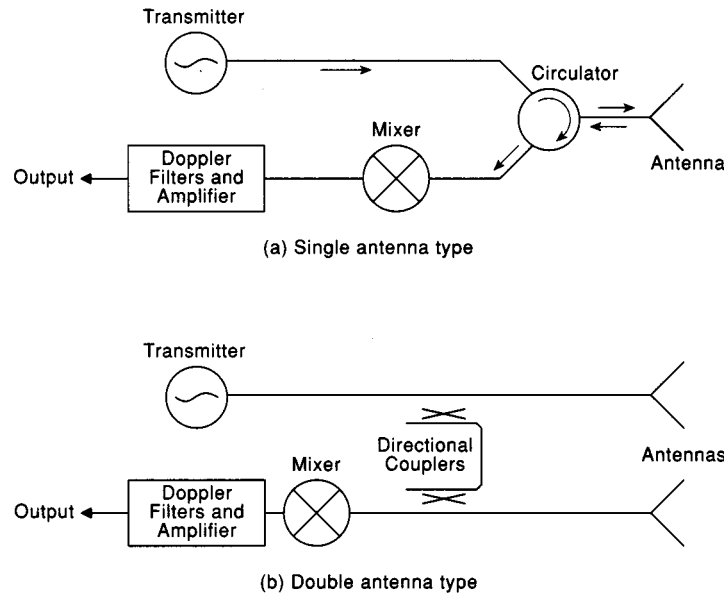 Transmitter
Circulator
Mixer
Antenna
Output
Doppler
Filters and
Amplifier
(a) Single antenna type
Transmitter
Directional
Couplers
Antennas
Mixer
Output
Doppler
Filters and
Amplifier
(b) Double antenna type